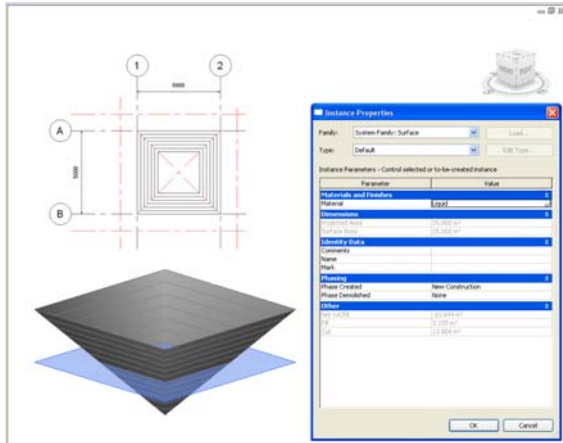 1
2
5000
A
5000
B
Instance Properties
Family: System Family: Surface Load...
Type: Default Edit Type...
Instance Parameters - Control selected or to-be-created instance
Parameter Value
Materials and Finishes
Material Liquid
Dimensions
Projected Area 25.000 m²
Surface Area
Identity Data
Comments
Name
Mark
Phasing
Phase Created New Construction
Phase Demolished None
Other
Net cut/fill
Fill
Cut
OK Cancel